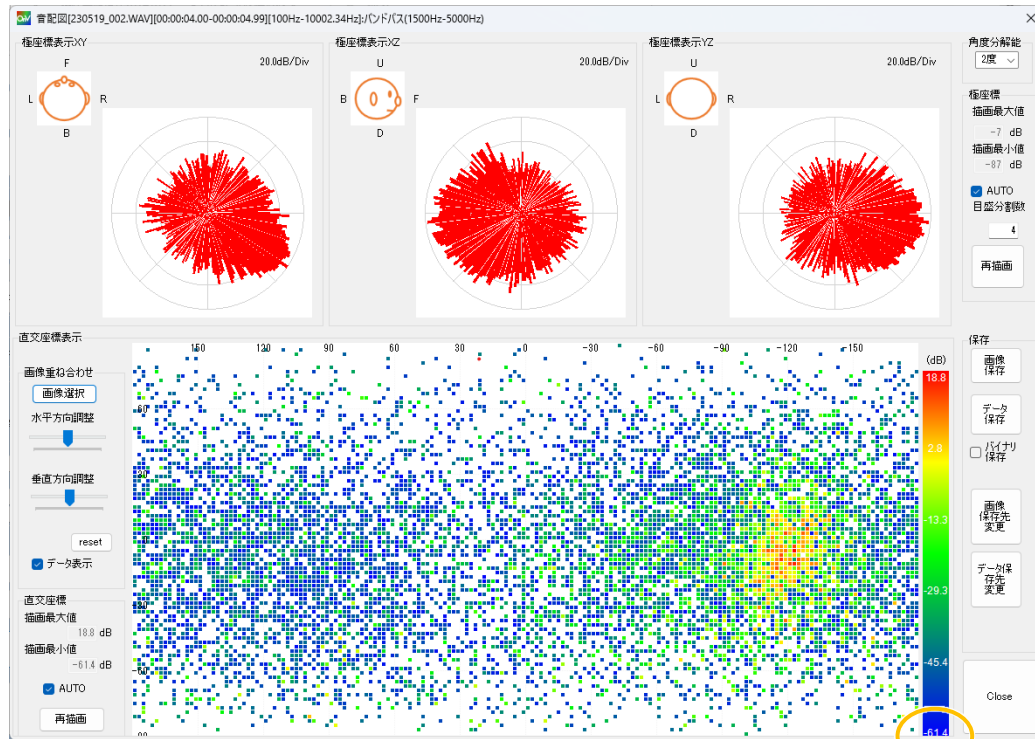 音配図[230519_002.WAV][00:00:04.00-00:00:04.99][100Hz-10002.34Hz]:バンドパス(1500Hz-5000Hz)
極座標表示XY
F
L
R
B
20.0dB/Div
極座標表示XZ
U
B
F
D
20.0dB/Div
極座標表示YZ
U
L
R
D
20.0dB/Div
角度分解能
2度
極座標
描画最大値
-7 dB
描画最小値
-87 dB
AUTO
目盛分割数
4
再描画
直交座標表示
画像重ね合わせ
画像選択
水平方向調整
垂直方向調整
reset
データ表示
直交座標
描画最大値
18.8 dB
描画最小値
-61.4 dB
AUTO
再描画
150 120 90 60 30 0 -30 -60 -90 -120 -150
(dB)
18.8
2.8
-13.3
-29.3
-45.4
-61.4
保存
画像
保存
データ
保存
バイナリ
保存
画像
保存先
変更
データ保
存先
変更
Close